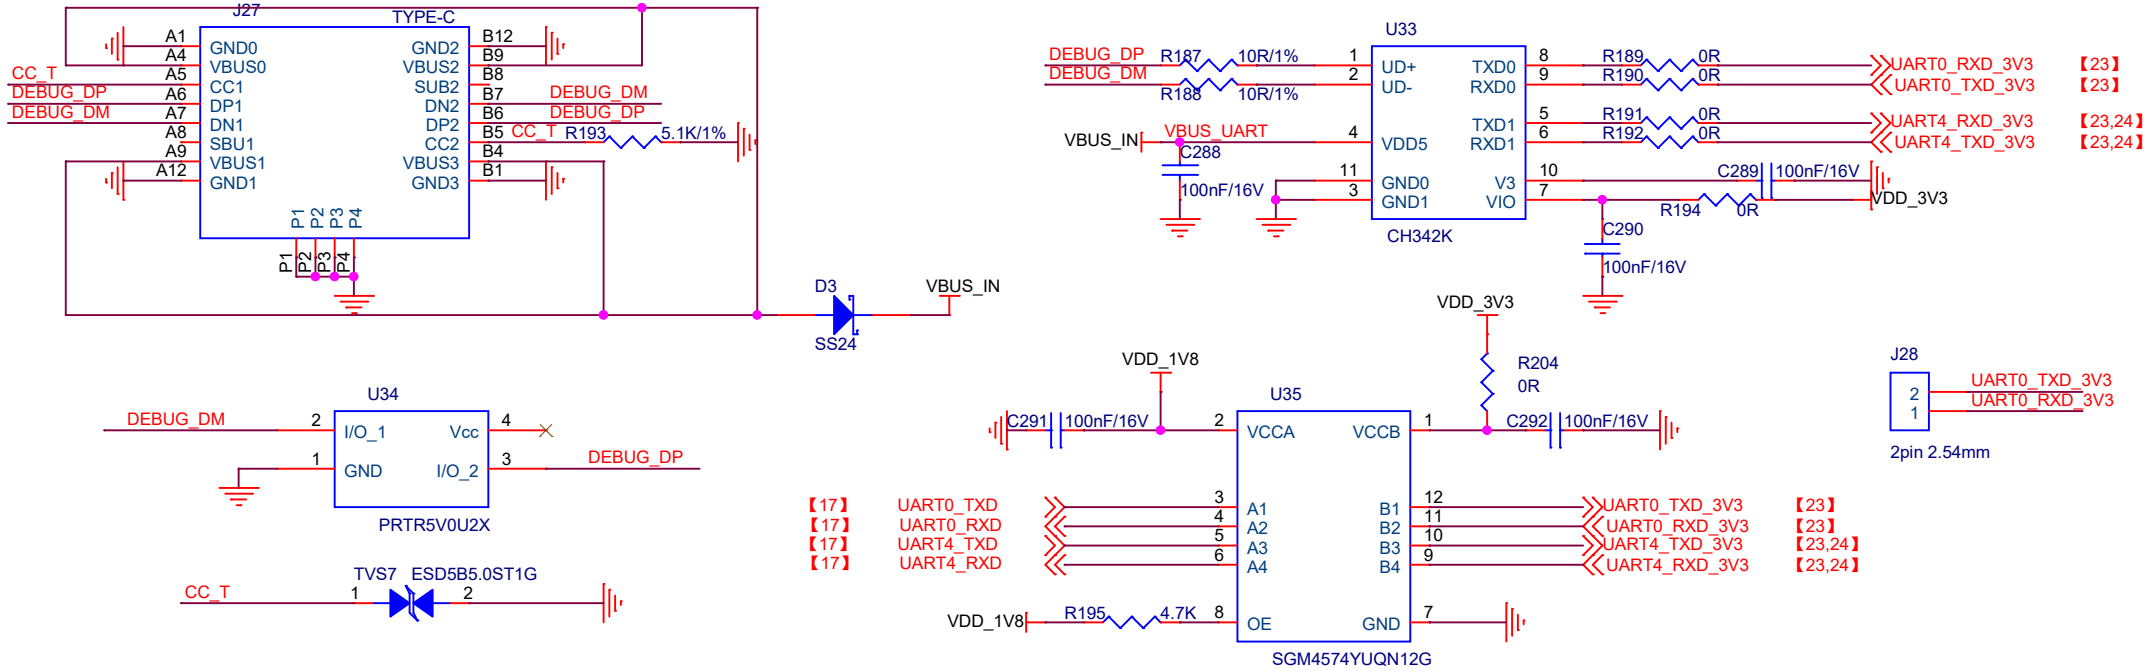 J27
TYPE-C
A1 GND0 GND2 B12
A4 VBUS0 VBUS2 B9
CC_T A5 CC1 SUB2 B8
DEBUG_DP A6 DP1 DN2 B7 DEBUG_DM
DEBUG_DM A7 DN1 DP2 B6 DEBUG_DP
A8 SBU1 CC2 B5 CC_T R193 5.1K/1%
A9 VBUS1 VBUS3 B4
A12 GND1 GND3 B1
P1 P2 P3 P4
P1 P2 P3 P4
D3
SS24
VBUS_IN
U33
DEBUG_DP R187 10R/1% 1 UD+ TXD0 8 R189 0R UART0_RXD_3V3 【23】
DEBUG_DM R188 10R/1% 2 UD- RXD0 9 R190 0R UART0_TXD_3V3 【23】
TXD1 5 R191 0R UART4_RXD_3V3 【23,24】
VBUS_IN VBUS_UART 4 VDD5 RXD1 6 R192 0R UART4_TXD_3V3 【23,24】
C288
100nF/16V
11 GND0 V3 10 C289 100nF/16V
3 GND1 VIO 7 R194 0R VDD_3V3
CH342K
C290
100nF/16V
U34
DEBUG_DM 2 I/O_1 Vcc 4
1 GND I/O_2 3 DEBUG_DP
PRTR5V0U2X
TVS7 ESD5B5.0ST1G
CC_T 1 2
VDD_3V3
R204
0R
VDD_1V8
U35
C291 100nF/16V 2 VCCA VCCB 1 C292 100nF/16V
【17】 UART0_TXD 3 A1 B1 12 UART0_TXD_3V3 【23】
【17】 UART0_RXD 4 A2 B2 11 UART0_RXD_3V3 【23】
【17】 UART4_TXD 5 A3 B3 10 UART4_TXD_3V3 【23,24】
【17】 UART4_RXD 6 A4 B4 9 UART4_RXD_3V3 【23,24】
VDD_1V8 R195 4.7K 8 OE GND 7
SGM4574YUQN12G
J28
2 UART0_TXD_3V3
1 UART0_RXD_3V3
2pin 2.54mm